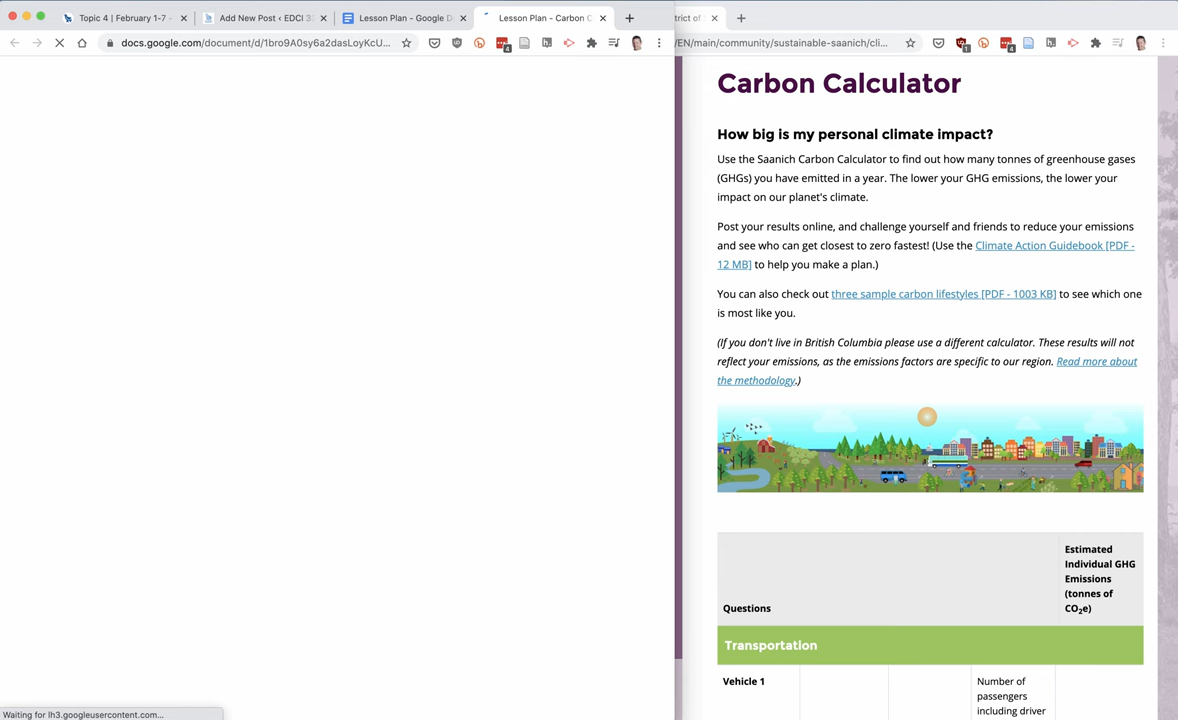 Topic 4 | February 1-7 -
Add New Post ‹ EDCI 3
Lesson Plan - Google D
Lesson Plan - Carbon C
trict of
docs.google.com/document/d/1bro9A0sy6a2dasLoyKcU...
/EN/main/community/sustainable-saanich/cli...
4
1
4
Carbon Calculator
How big is my personal climate impact?
Use the Saanich Carbon Calculator to find out how many tonnes of greenhouse gases
(GHGs) you have emitted in a year. The lower your GHG emissions, the lower your
impact on our planet's climate.
Post your results online, and challenge yourself and friends to reduce your emissions
and see who can get closest to zero fastest! (Use the Climate Action Guidebook [PDF -
12 MB] to help you make a plan.)
You can also check out three sample carbon lifestyles [PDF - 1003 KB] to see which one
is most like you.
(If you don't live in British Columbia please use a different calculator. These results will not
reflect your emissions, as the emissions factors are specific to our region. Read more about
the methodology.)
Estimated
Individual GHG
Emissions
(tonnes of
CO2e)
Questions
Transportation
Vehicle 1
Number of
passengers
including driver
Waiting for lh3.googleusercontent.com...